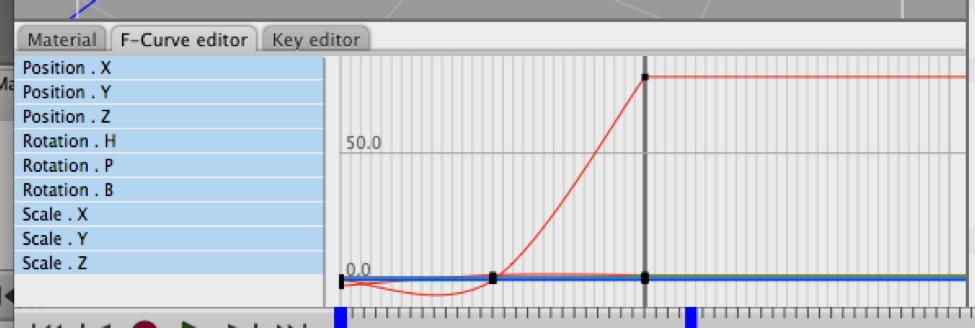 Material F-Curve editor Key editor
Position . X
Position . Y
Position . Z
50.0
Rotation . H
Rotation . P
Rotation . B
Scale . X
Scale . Y
Scale . Z
0.0